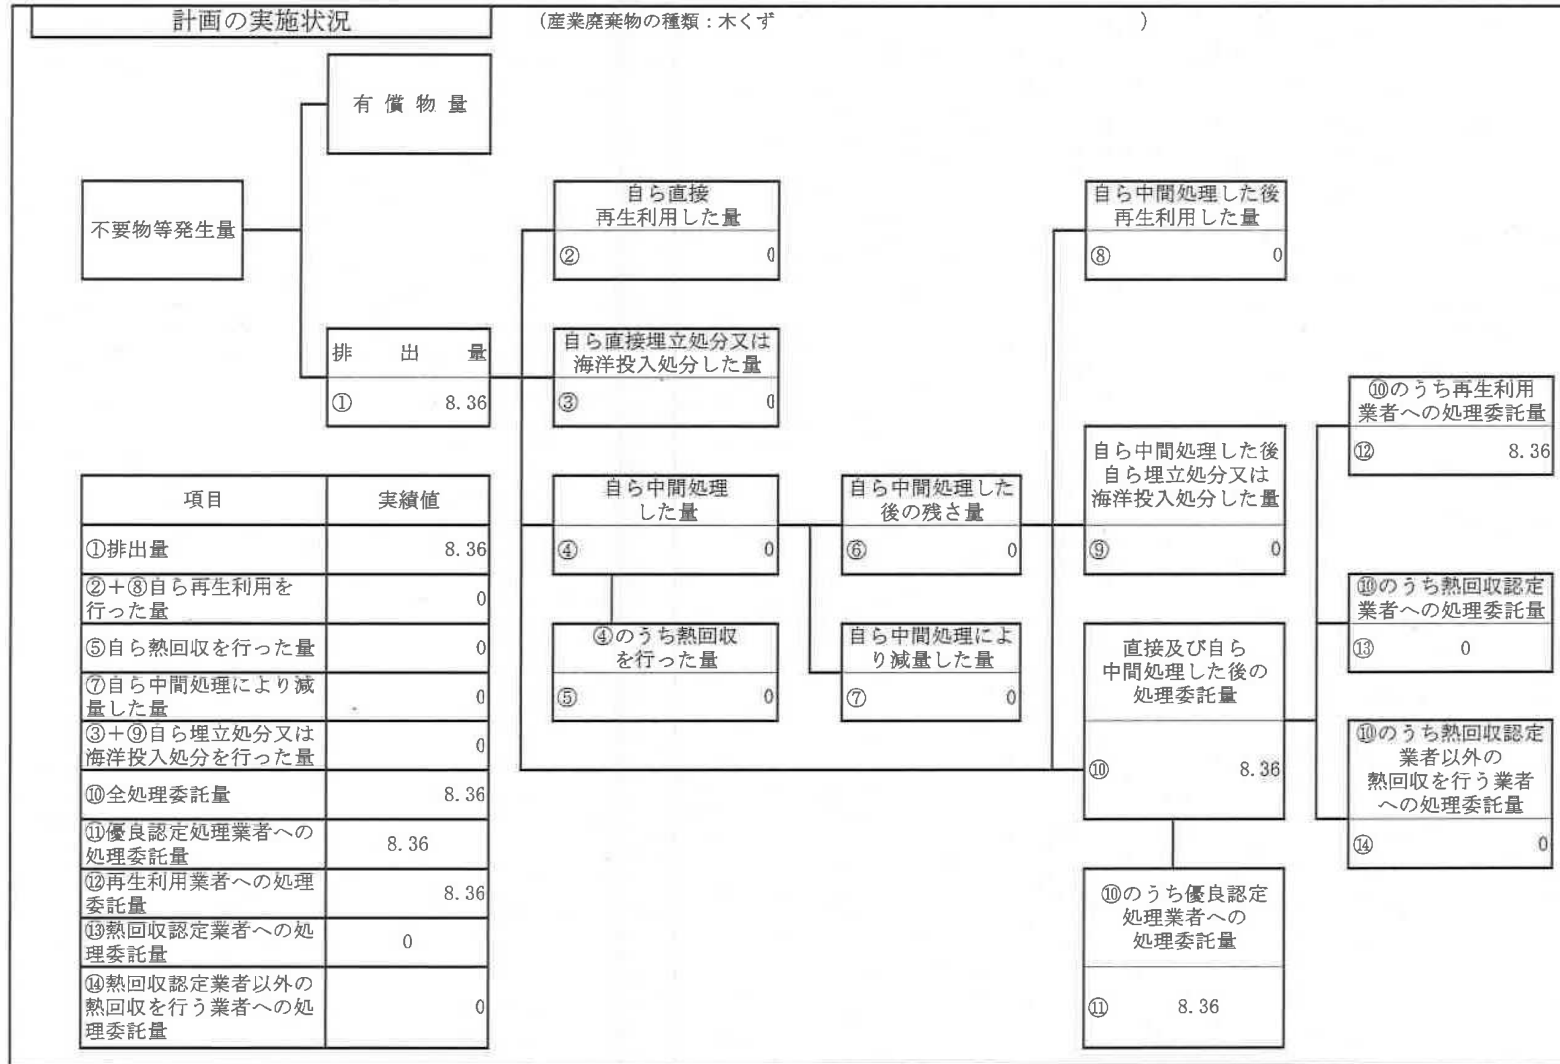 計画の実施状況
(産業廃棄物の種類：木くず　　　　　)
有償物量
不要物等発生量
排出量
① 8.36
自ら直接
再生利用した量
② 0
自ら直接埋立処分又は
海洋投入処分した量
③ 0
自ら中間処理
した量
④ 0
④のうち熱回収
を行った量
⑤ 0
自ら中間処理した
後の残さ量
⑥ 0
自ら中間処理によ
り減量した量
⑦ 0
自ら中間処理した後
再生利用した量
⑧ 0
自ら中間処理した後
自ら埋立処分又は
海洋投入処分した量
⑨ 0
直接及び自ら
中間処理した後の
処理委託量
⑩ 8.36
⑩のうち優良認定
処理業者への
処理委託量
⑪ 8.36
⑩のうち再生利用
業者への処理委託量
⑫ 8.36
⑩のうち熱回収認定
業者への処理委託量
⑬ 0
⑩のうち熱回収認定
業者以外の
熱回収を行う業者
への処理委託量
⑭ 0
項目 実績値
①排出量 8.36
②+⑧自ら再生利用を
行った量 0
⑤自ら熱回収を行った量 0
⑦自ら中間処理により減
量した量 0
③+⑨自ら埋立処分又は
海洋投入処分を行った量 0
⑩全処理委託量 8.36
⑪優良認定処理業者への
処理委託量 8.36
⑫再生利用業者への処理
委託量 8.36
⑬熱回収認定業者への処
理委託量 0
⑭熱回収認定業者以外の
熱回収を行う業者への処
理委託量 0